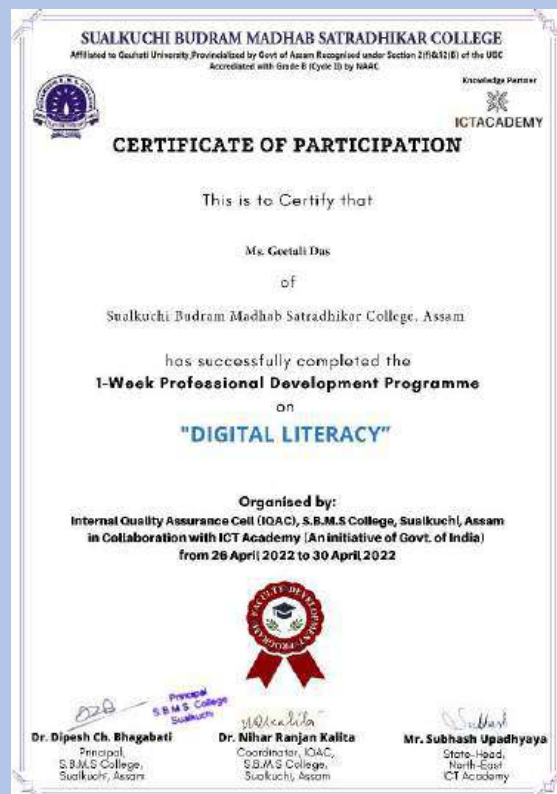 SUALKUCHI BUDRAM MADHAB SATRADHIKAR COLLEGE
Affiliated to Gauhati University,Provincialized by Govt of Assam Recognised under Section 2(f)&12(B) of the UGC
Accredited with Grade B (Cycle II) by NAAC
Knowledge Partner
ICTACADEMY
CERTIFICATE OF PARTICIPATION
This is to Certify that
Ms. Geetali Das
of
Sualkuchi Budram Madhab Satradhikar College, Assam
has successfully completed the
1-Week Professional Development Programme
on
"DIGITAL LITERACY"
Organised by:
Internal Quality Assurance Cell (IQAC), S.B.M.S College, Sualkuchi, Assam
in Collaboration with ICT Academy (An initiative of Govt. of India)
from 26 April 2022 to 30 April 2022
FACULTY DEVELOPMENT PROGRAM
Principal
S.B.M.S College
Sualkuchi
Dr. Dipesh Ch. Bhagabati
Principal,
S.B.M.S College,
Sualkuchi, Assam
Dr. Nihar Ranjan Kalita
Coordinator, IQAC,
S.B.M.S College,
Sualkuchi, Assam
Mr. Subhash Upadhyaya
State-Head,
North-East
ICT Academy